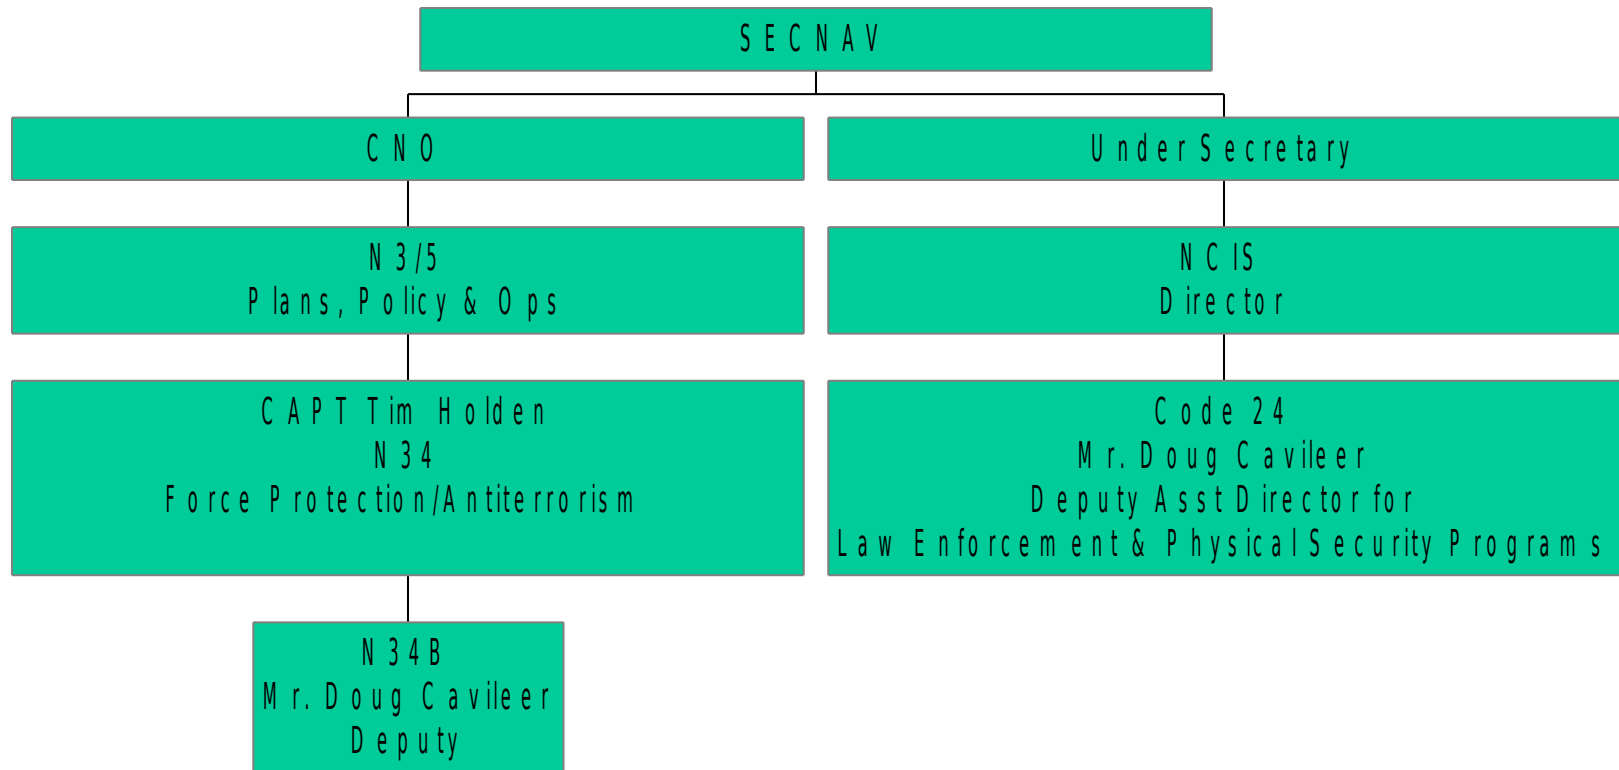 SECNAV
CNO
Under Secretary
N3/5
Plans, Policy & Ops
NCIS
Director
CAPT Tim Holden
N34
Force Protection/Antiterrorism
Code 24
Mr. Doug Cavileer
Deputy Asst Director for
Law Enforcement & Physical Security Programs
N34B
Mr. Doug Cavileer
Deputy